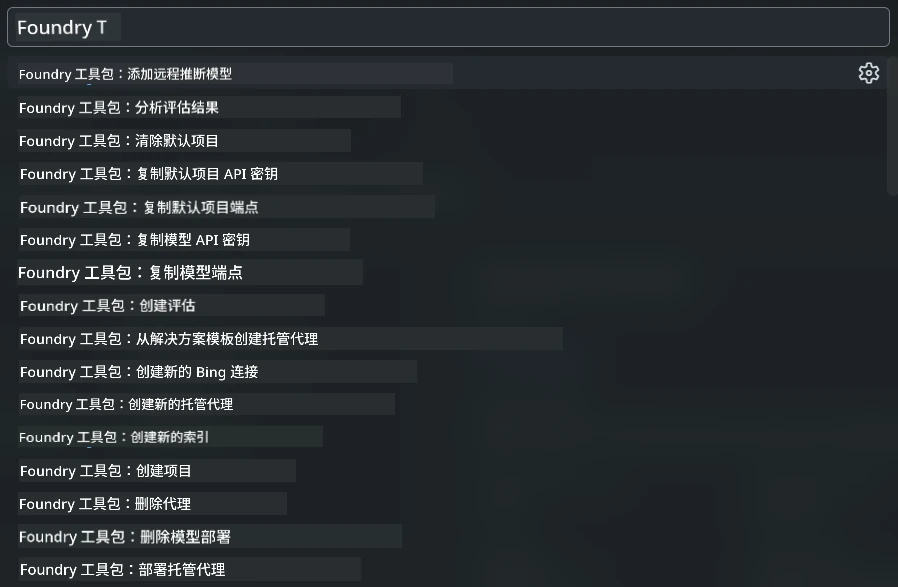 Foundry T
Foundry 工具包：添加远程推断模型
Foundry 工具包：分析评估结果
Foundry 工具包：清除默认项目
Foundry 工具包：复制默认项目 API 密钥
Foundry 工具包：复制默认项目端点
Foundry 工具包：复制模型 API 密钥
Foundry 工具包：复制模型端点
Foundry 工具包：创建评估
Foundry 工具包：从解决方案模板创建托管代理
Foundry 工具包：创建新的 Bing 连接
Foundry 工具包：创建新的托管代理
Foundry 工具包：创建新的索引
Foundry 工具包：创建项目
Foundry 工具包：删除代理
Foundry 工具包：删除模型部署
Foundry 工具包：部署托管代理